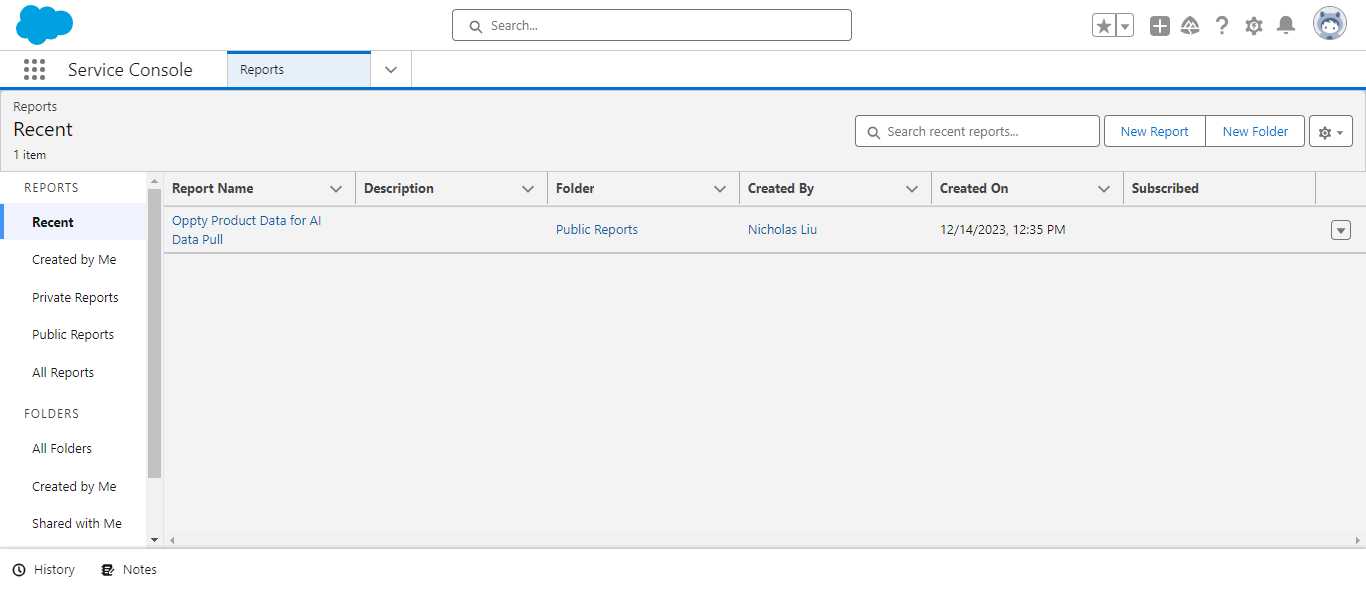 Search...
Service Console
Reports
Reports
Recent
1 item
Search recent reports...
New Report
New Folder
REPORTS
Recent
Created by Me
Private Reports
Public Reports
All Reports
FOLDERS
All Folders
Created by Me
Shared with Me
Report Name
Description
Folder
Created By
Created On
Subscribed
Oppty Product Data for AI
Data Pull
Public Reports
Nicholas Liu
12/14/2023, 12:35 PM
History
Notes